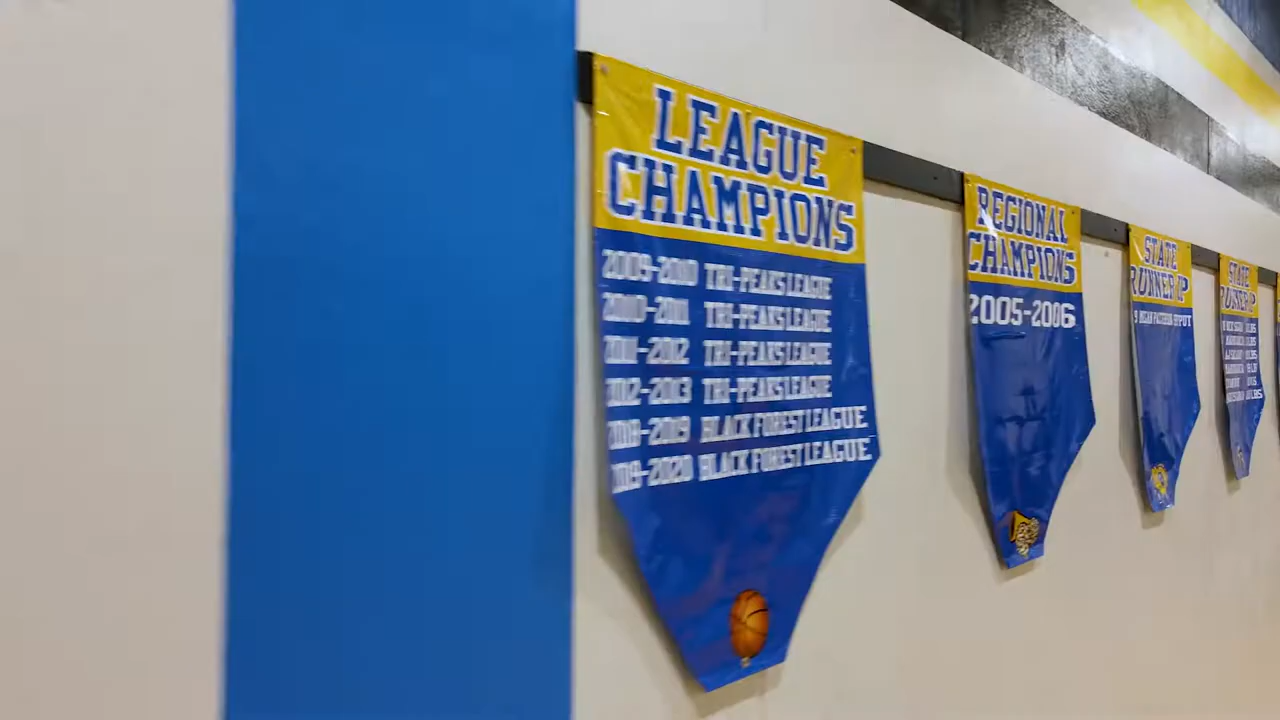 LEAGUE
CHAMPIONS
2009-2010 TRI-PEAKS LEAGUE
2010-2011 TRI-PEAKS LEAGUE
2011-2012 TRI-PEAKS LEAGUE
2012-2013 TRI-PEAKS LEAGUE
2018-2019 BLACK FOREST LEAGUE
2019-2020 BLACK FOREST LEAGUE
REGIONAL
CHAMPIONS
2005-2006
STATE
RUNNER UP
STATE
RUNNER UP